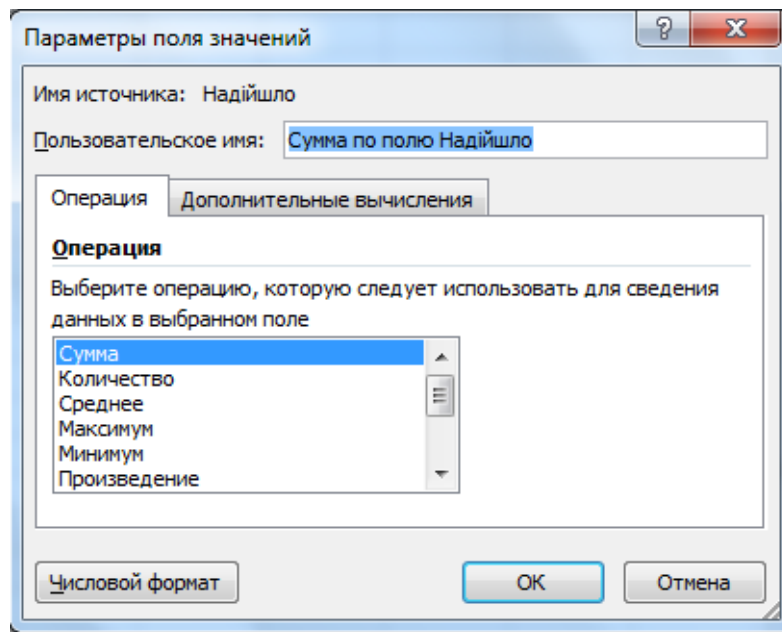 Параметры поля значений
Имя источника: Надійшло
Пользовательское имя: Сумма по полю Надійшло
Операция Дополнительные вычисления
Операция
Выберите операцию, которую следует использовать для сведения
данных в выбранном поле
Сумма
Количество
Среднее
Максимум
Минимум
Произведение
Числовой формат ОК Отмена